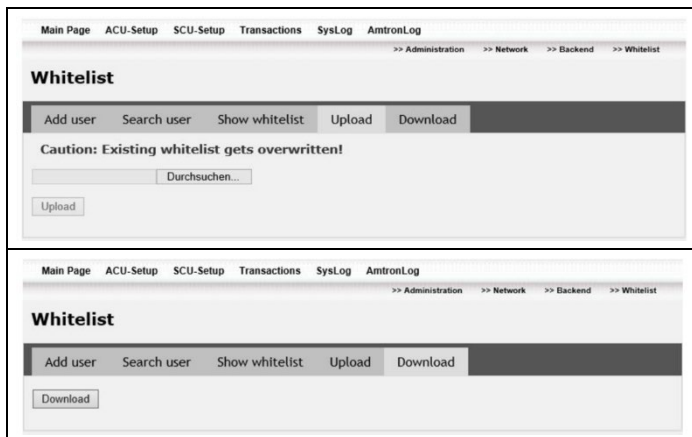 Main Page ACU-Setup SCU-Setup Transactions SysLog AmtronLog
>> Administration >> Network >> Backend >> Whitelist
Whitelist
Add user Search user Show whitelist Upload Download
Caution: Existing whitelist gets overwritten!
Durchsuchen...
Upload
Main Page ACU-Setup SCU-Setup Transactions SysLog AmtronLog
>> Administration >> Network >> Backend >> Whitelist
Whitelist
Add user Search user Show whitelist Upload Download
Download